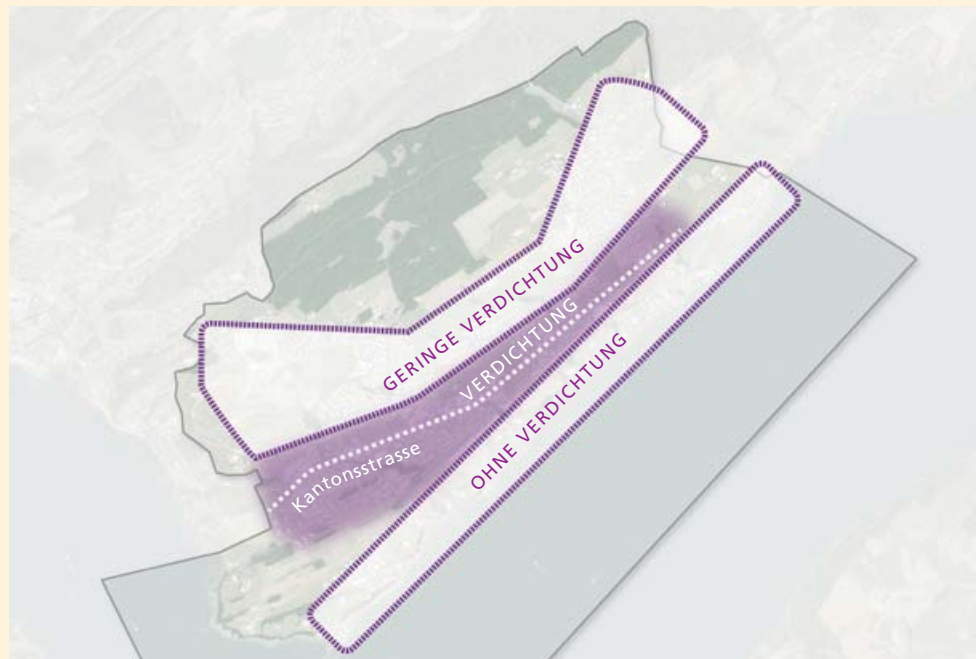 GERINGE VERDICHTUNG
VERDICHTUNG
Kantonsstrasse
OHNE VERDICHTUNG